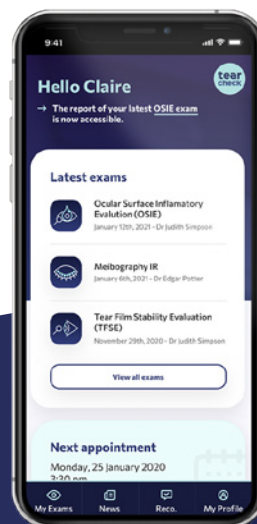 9:41
tear
check
Hello Claire
→ The report of your latest OSIE exam
is now accessible.
Latest exams
Ocular Surface Inflamatory
Evalution (OSIE)
January 12th, 2021 - Dr Judith Simpson
Meibography IR
January 6th, 2021 - Dr Edgar Potter
Tear Film Stability Evaluation
(TFSE)
November 29th, 2020 - Dr Judith Simpson
View all exams
Next appointment
Monday, 25 January 2020
2:30 pm
My Exams
News
Reco.
My Profile